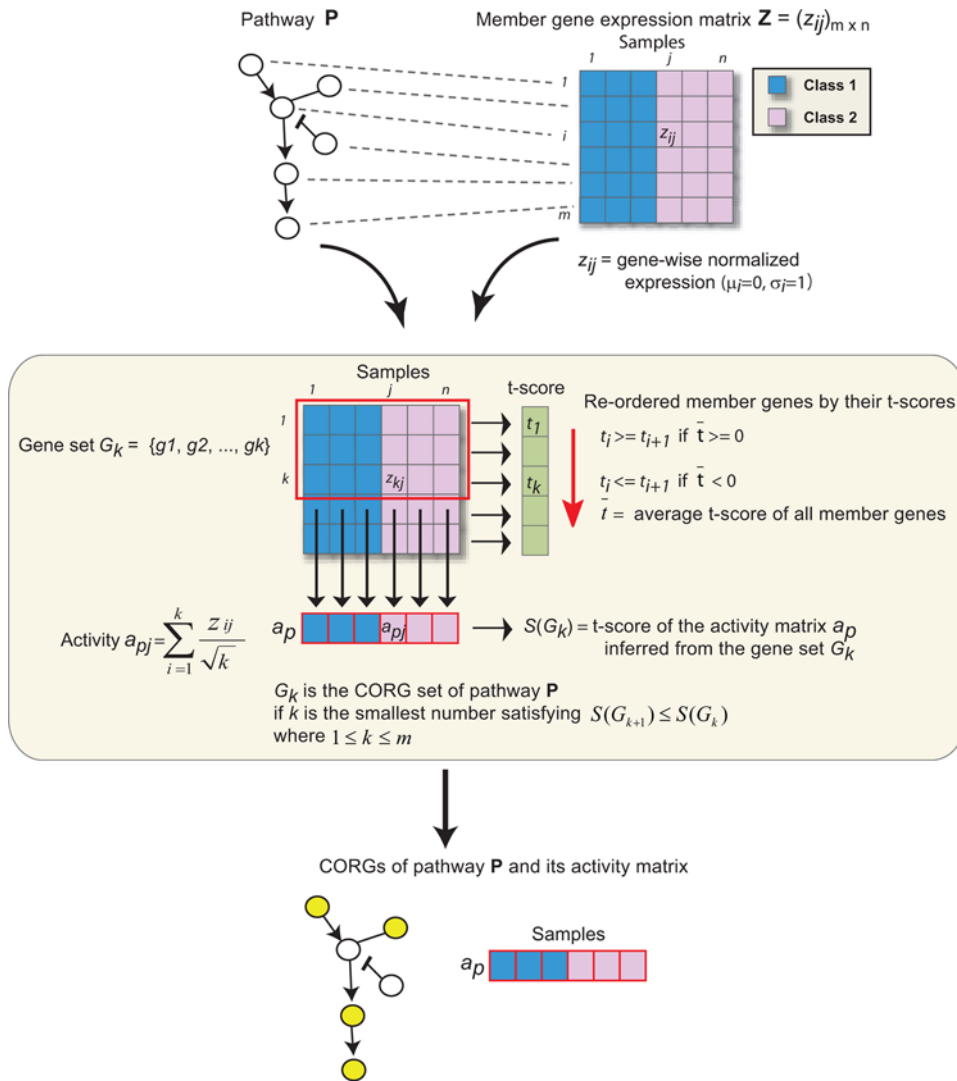 Pathway P
Member gene expression matrix Z = (zij)m x n
Samples
1 j n
1
i
m
zij
Class 1
Class 2
zij = gene-wise normalized
expression (μi=0, σi=1)
Samples
1 j n
1
k
zkj
Gene set Gk = {g1, g2, ..., gk}
t-score
t1
tk
Re-ordered member genes by their t-scores
ti >= ti+1 if t̄ >= 0
ti <= ti+1 if t̄ < 0
t̄ = average t-score of all member genes
Activity apj = ∑ i=1 k zij / √k
ap
apj
S(Gk) = t-score of the activity matrix ap
inferred from the gene set Gk
Gk is the CORG set of pathway P
if k is the smallest number satisfying S(Gk+1) ≤ S(Gk)
where 1 ≤ k ≤ m
CORGs of pathway P and its activity matrix
Samples
ap